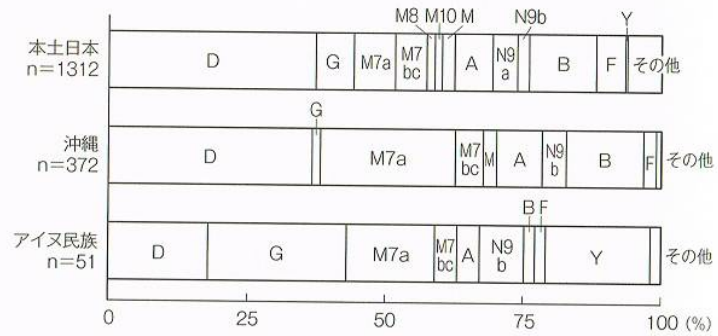 M8 M10 M N9b Y
本土日本
n=1312
D G M7a M7 bc A N9 a B F その他
G
沖縄
n=372
D M7a M7 bc M A N9 b B F その他
B F
アイヌ民族
n=51
D G M7a M7 bc A N9 b Y その他
0 25 50 75 100 (%)